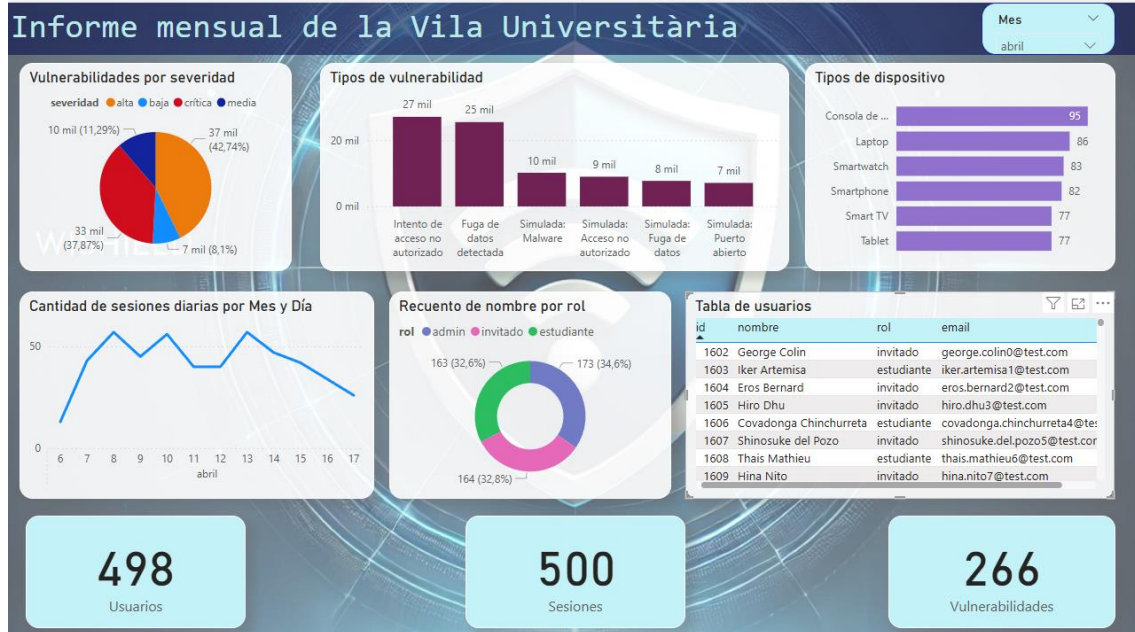 Informe mensual de la Vila Universitària
Mes
abril
Vulnerabilidades por severidad
severidad alta baja crítica media
10 mil (11,29%)
37 mil
(42,74%)
33 mil
(37,87%)
7 mil (8,1%)
Tipos de vulnerabilidad
27 mil
25 mil
20 mil
10 mil
9 mil
8 mil
7 mil
0 mil
Intento de
acceso no
autorizado
Fuga de
datos
detectada
Simulada:
Malware
Simulada:
Acceso no
autorizado
Simulada:
Fuga de
datos
Simulada:
Puerto
abierto
Tipos de dispositivo
Consola de ... 95
Laptop 86
Smartwatch 83
Smartphone 82
Smart TV 77
Tablet 77
Cantidad de sesiones diarias por Mes y Día
50
0
6 7 8 9 10 11 12 13 14 15 16 17
abril
Recuento de nombre por rol
rol admin invitado estudiante
163 (32,6%)
173 (34,6%)
164 (32,8%)
Tabla de usuarios
id nombre rol email
1602 George Colin invitado george.colin0@test.com
1603 Iker Artemisa estudiante iker.artemisa1@test.com
1604 Eros Bernard invitado eros.bernard2@test.com
1605 Hiro Dhu invitado hiro.dhu3@test.com
1606 Covadonga Chinchurreta estudiante covadonga.chinchurreta4@tes
1607 Shinosuke del Pozo invitado shinosuke.del.pozo5@test.cor
1608 Thais Mathieu estudiante thais.mathieu6@test.com
1609 Hina Nito invitado hina.nito7@test.com
498
Usuarios
500
Sesiones
266
Vulnerabilidades